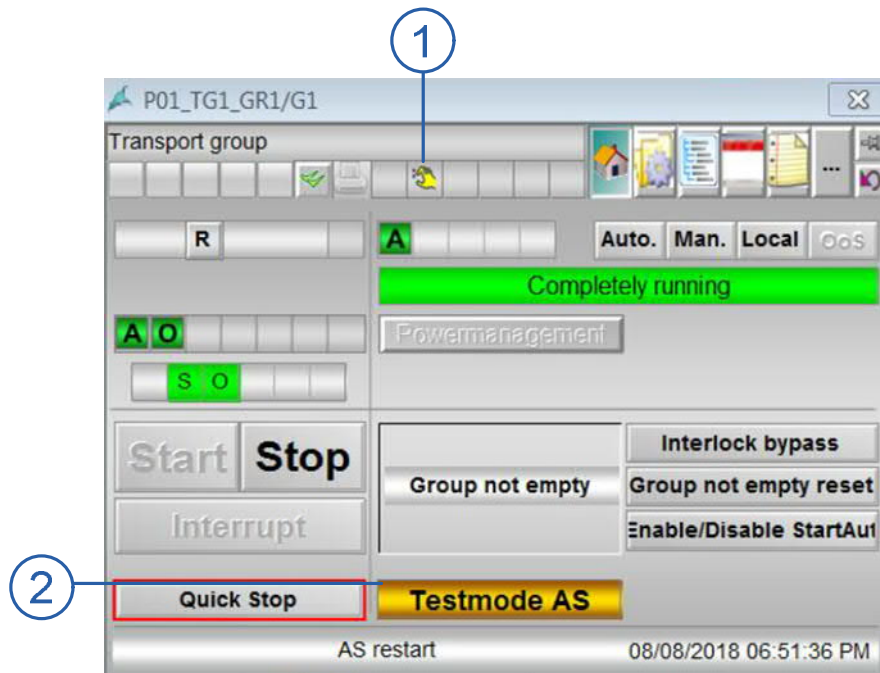 1
P01_TG1_GR1/G1
Transport group
...
R
A
Auto. Man. Local OoS
Completely running
A O
Powermanagement
S O
Start Stop
Interlock bypass
Group not empty
Group not empty reset
Interrupt
Enable/Disable StartAut
2
Quick Stop
Testmode AS
AS restart
08/08/2018 06:51:36 PM